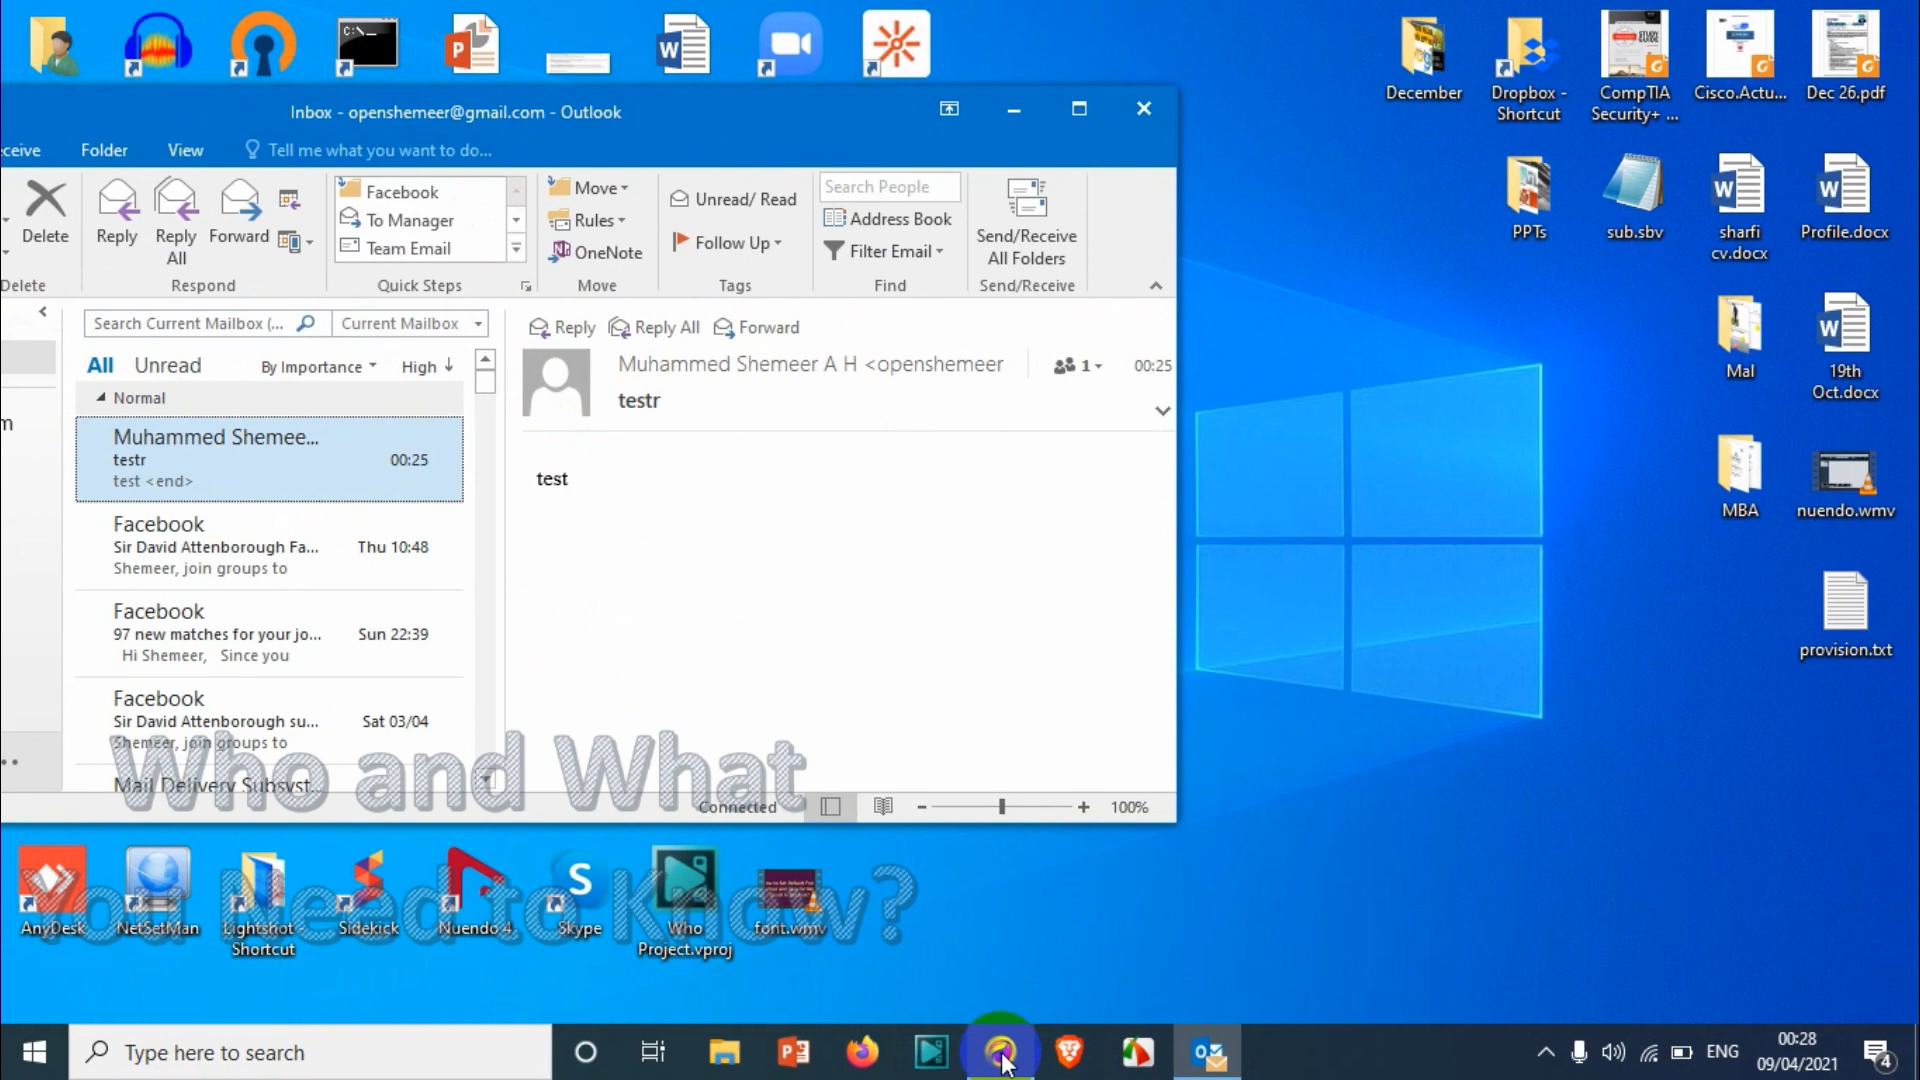 C:\._
Inbox - openshemeer@gmail.com - Outlook
ceive
Folder
View
Tell me what you want to do...
Delete
Reply
Reply All
Forward
Facebook
To Manager
Team Email
Move
Rules
OneNote
Unread/ Read
Follow Up
Search People
Address Book
Filter Email
Send/Receive All Folders
Delete
Respond
Quick Steps
Move
Tags
Find
Send/Receive
Search Current Mailbox (...
Current Mailbox
Reply
Reply All
Forward
All
Unread
By Importance
High
Muhammed Shemeer A H <openshemeer
1
00:25
testr
Normal
m
Muhammed Shemee...
testr
00:25
test <end>
test
Facebook
Sir David Attenborough Fa...
Thu 10:48
Shemeer, join groups to
Facebook
97 new matches for your jo...
Sun 22:39
Hi Shemeer, Since you
Facebook
Sir David Attenborough su...
Sat 03/04
Shemeer, join groups to
Mail Delivery Subsyst...
Connected
100%
Who and What
You Need to Know?
December
Dropbox - Shortcut
CompTIA Security+ ...
Cisco.Actu...
Dec 26.pdf
PPTs
sub.sbv
sharfi cv.docx
Profile.docx
Mal
19th Oct.docx
MBA
nuendo.wmv
provision.txt
AnyDesk
NetSetMan
Lightshot - Shortcut
Sidekick
Nuendo 4
Skype
Who Project.vproj
font.wmv
Type here to search
ENG
00:28
09/04/2021
4